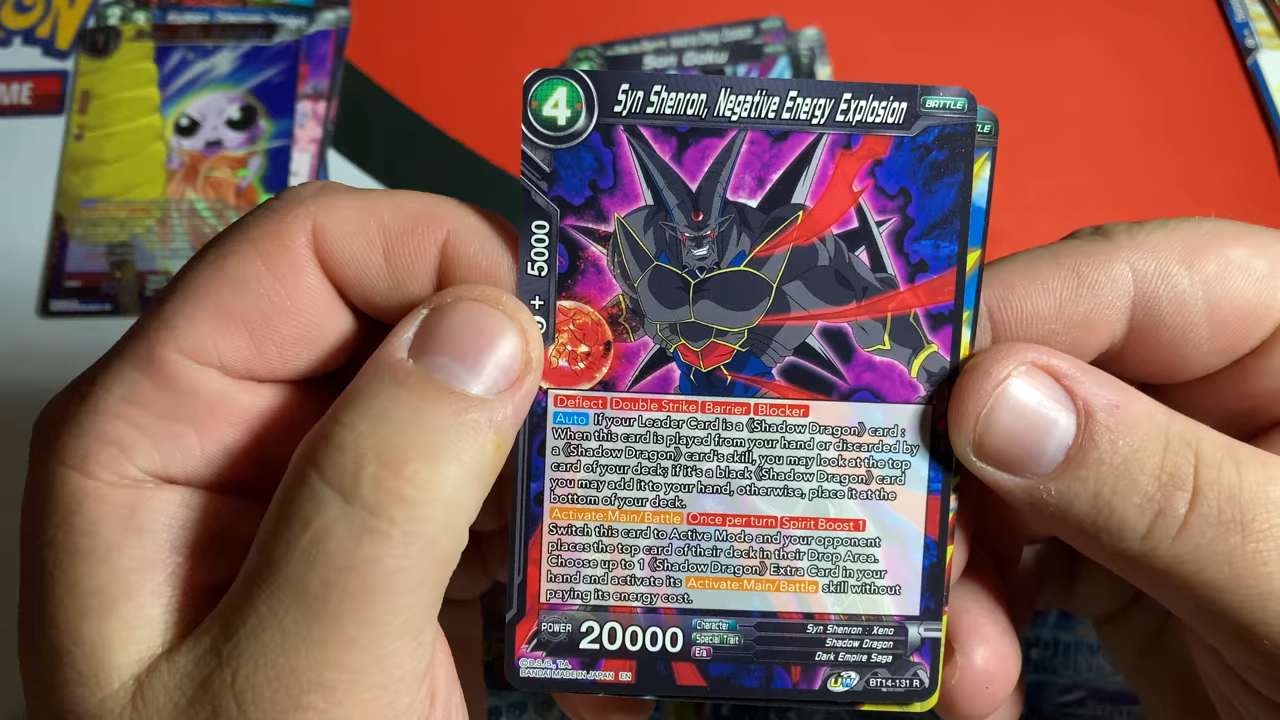 ON
ME
Son Goku
4
Syn Shenron, Negative Energy Explosion
BATTLE
TLE
+ 5000
Deflect Double Strike Barrier Blocker
Auto If your Leader Card is a 《Shadow Dragon》 card :
When this card is played from your hand or discarded by
a 《Shadow Dragon》 card's skill, you may look at the top
card of your deck; if it's a black 《Shadow Dragon》 card
you may add it to your hand, otherwise, place it at the
bottom of your deck.
Activate:Main/Battle Once per turn Spirit Boost 1
Switch this card to Active Mode and your opponent
places the top card of their deck in their Drop Area.
Choose up to 1 《Shadow Dragon》 Extra Card in your
hand and activate its Activate:Main/Battle skill without
paying its energy cost.
POWER 20000
Character Syn Shenron : Xeno
Special Trait Shadow Dragon
Era Dark Empire Saga
©B.S./S., T.A.
BANDAI MADE IN JAPAN EN
UW
BT14-131 R